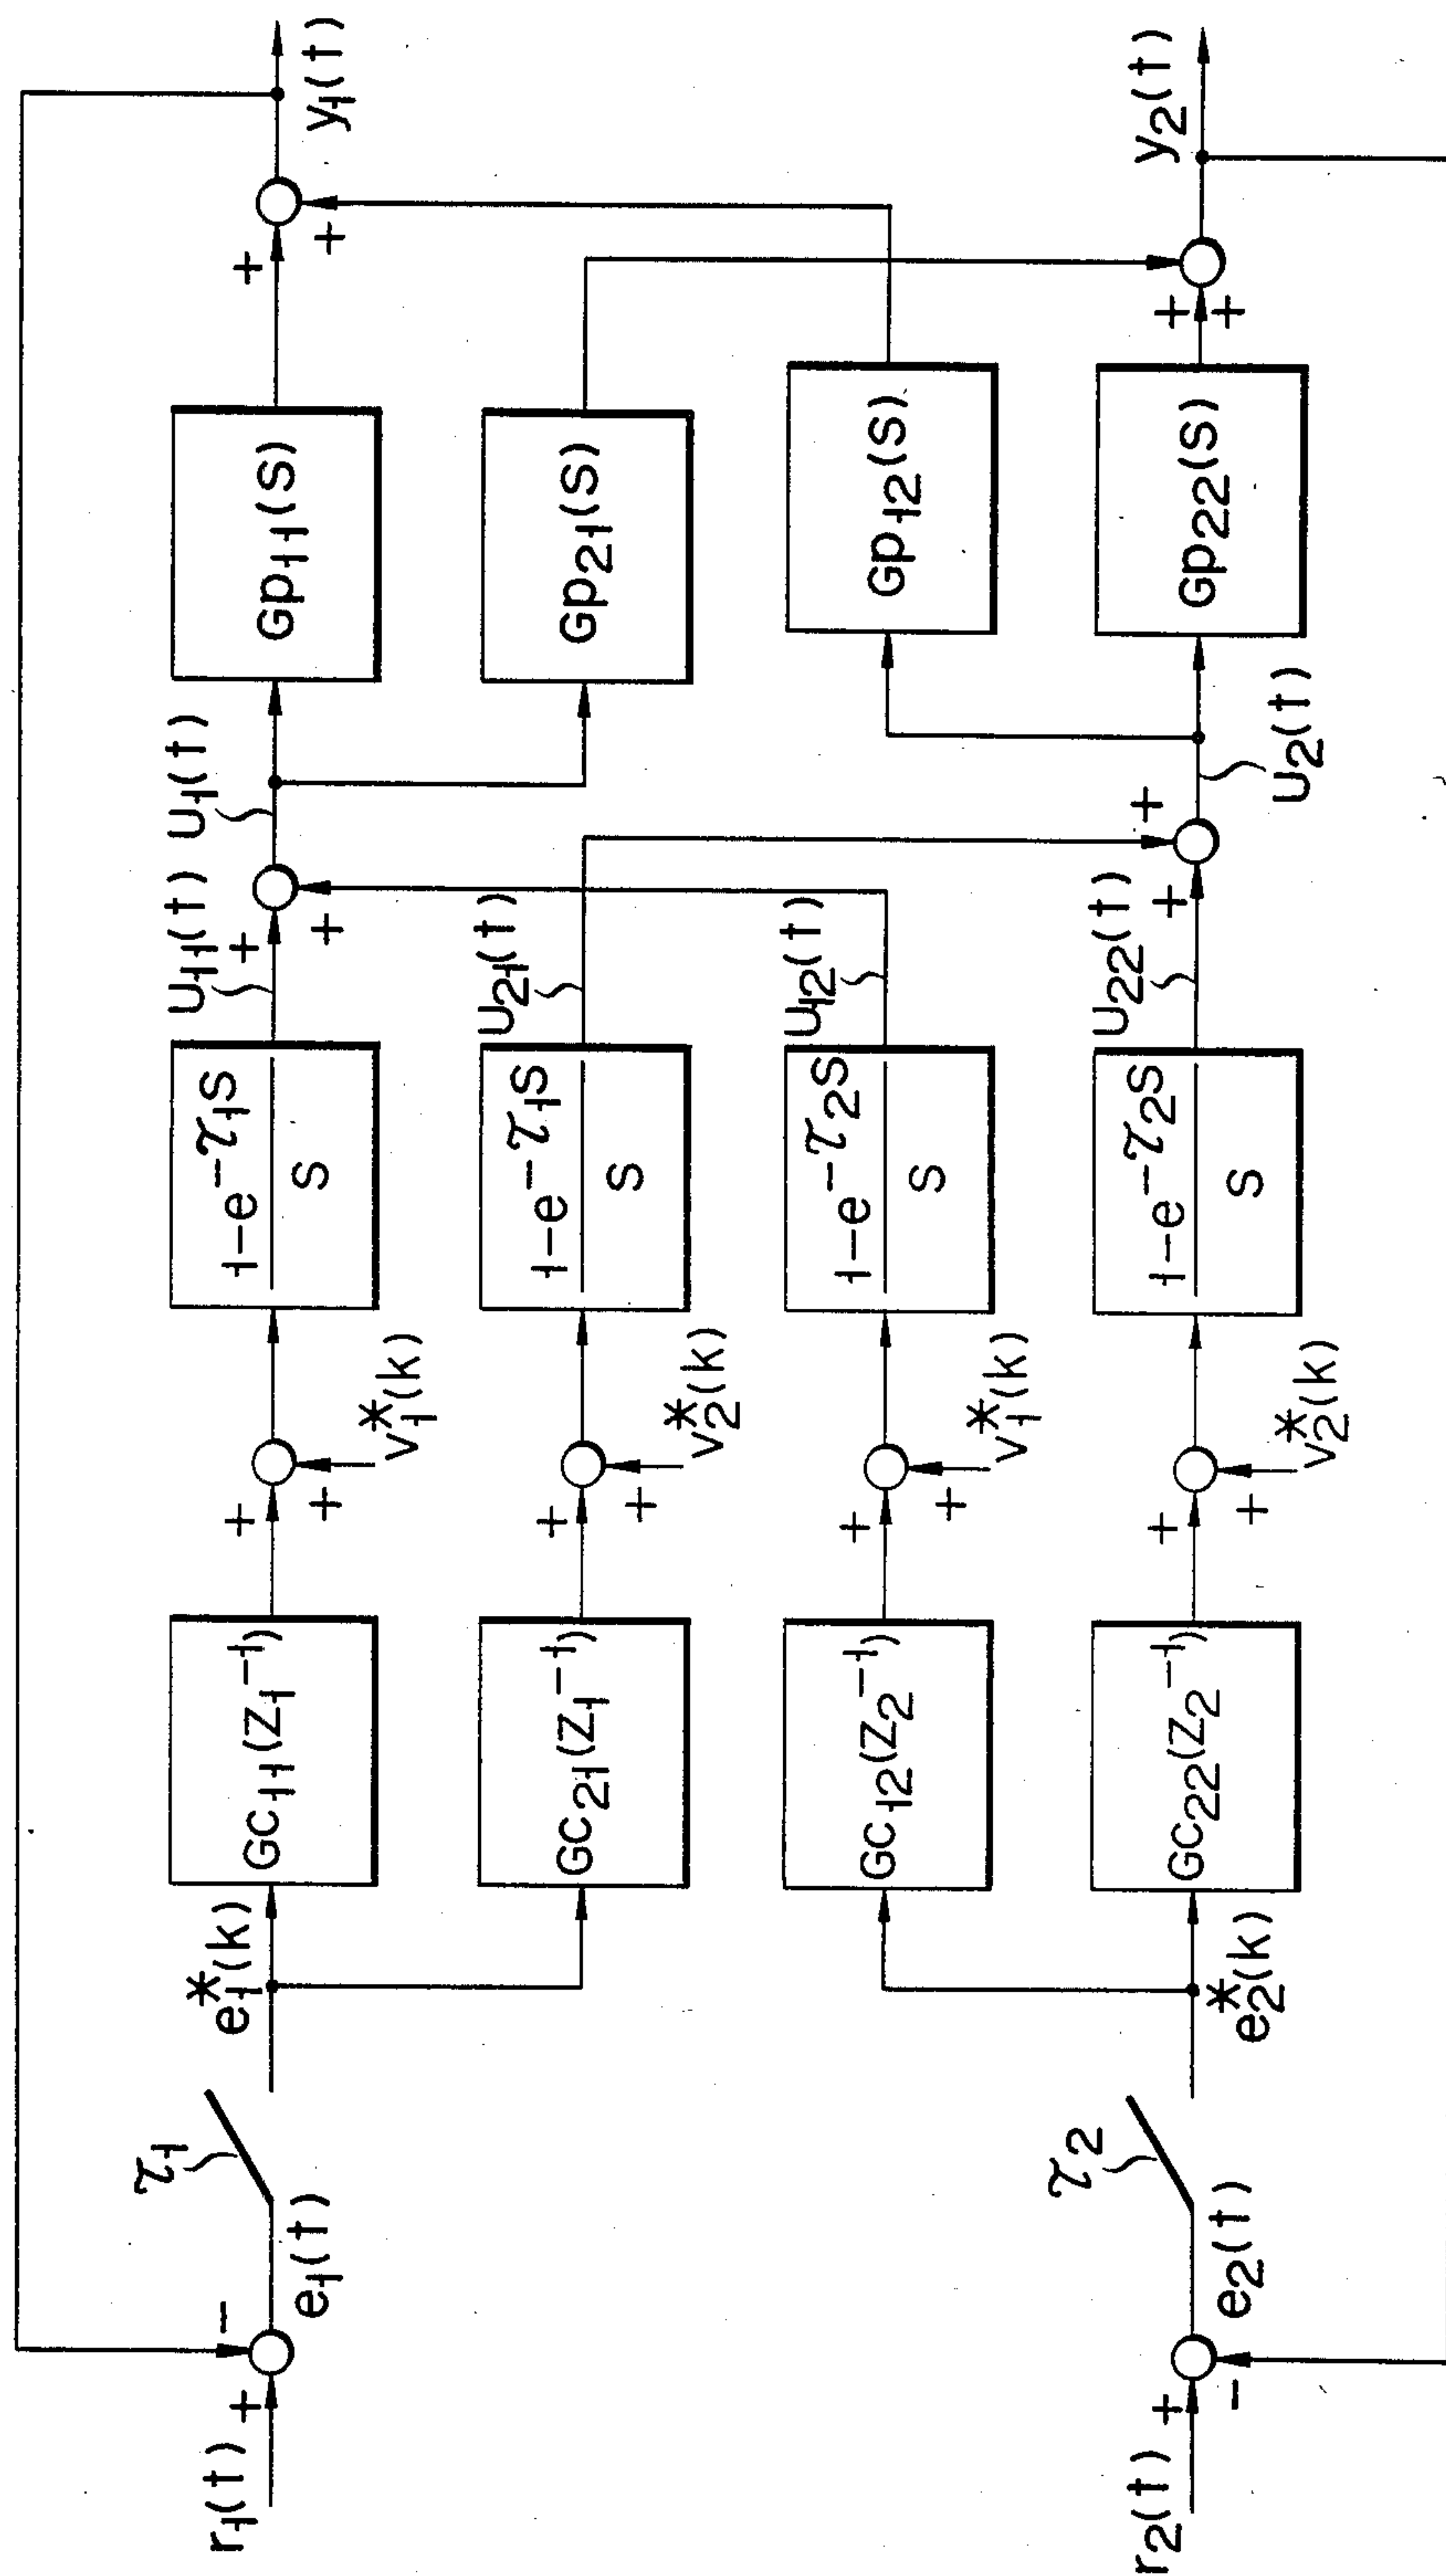 r1(t)
+
−
e1(t)
τ1
e1*(k)
GC11(Z1−1)
+
+
v1*(k)
1−e−τ1S
S
U11(t)
+
+
U1(t)
Gp11(S)
+
+
y1(t)
GC21(Z1−1)
+
+
v2*(k)
1−e−τ1S
S
U21(t)
Gp21(S)
GC12(Z2−1)
+
+
v1*(k)
1−e−τ2S
S
U12(t)
Gp12(S)
r2(t)
+
−
e2(t)
τ2
e2*(k)
GC22(Z2−1)
+
+
v2*(k)
1−e−τ2S
S
U22(t)
+
+
U2(t)
Gp22(S)
+
+
y2(t)